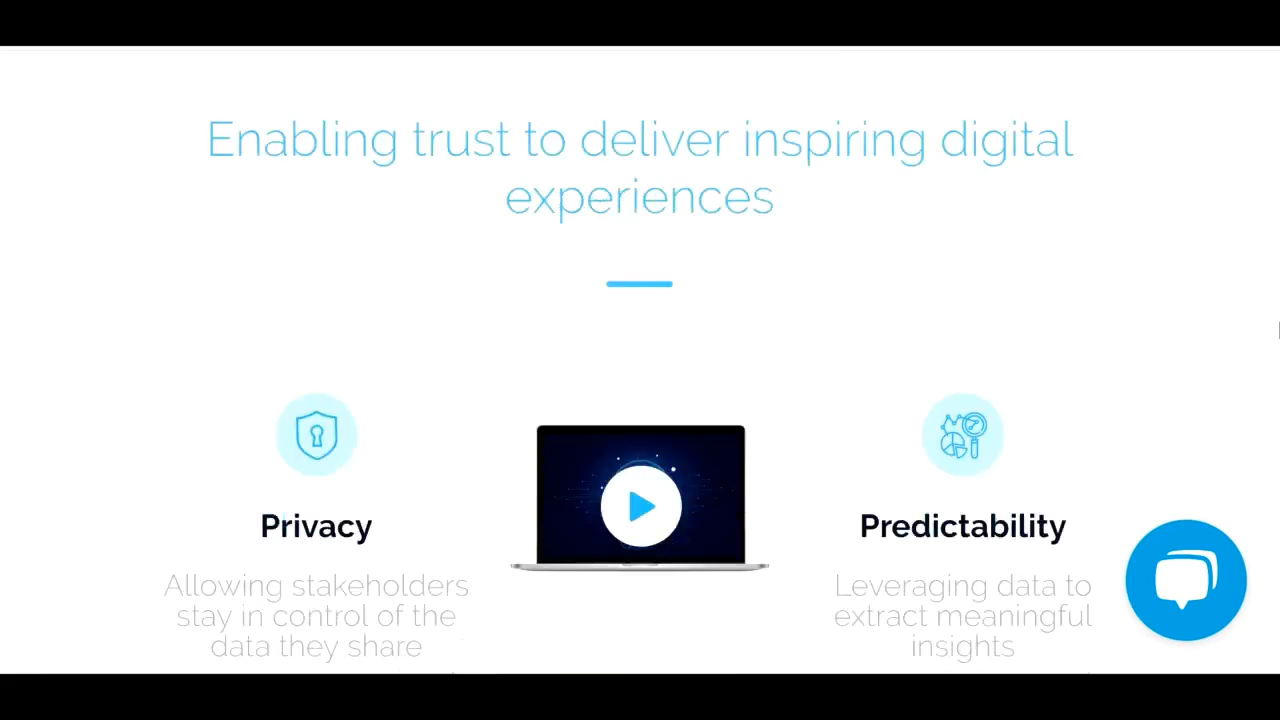 Enabling trust to deliver inspiring digital
experiences
Privacy
Allowing stakeholders
stay in control of the
data they share
Predictability
Leveraging data to
extract meaningful
insights